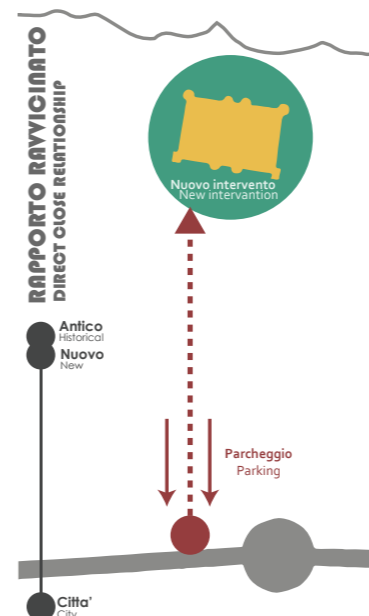 RAPPORTO RAVVICINATO
DIRECT CLOSE RELATIONSHIP
Nuovo intervento
New intervantion
Antico
Historical
Nuovo
New
Parcheggio
Parking
Citta'
City